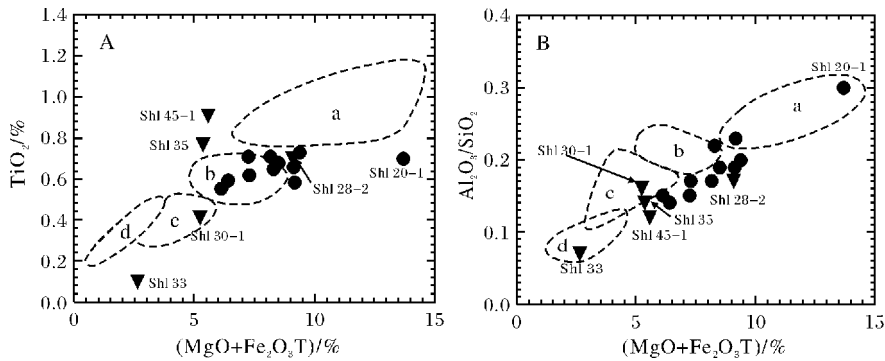 A
TiO₂/%
1.4
1.2
1.0
0.8
0.6
0.4
0.2
0.0
Shl 45-1
Shl 35
a
b
Shl 20-1
Shl 28-2
c
Shl 30-1
d
Shl 33
0
5
10
15
(MgO+Fe₂O₃T)/%
B
Al₂O₃/SiO₂
0.4
0.3
0.2
0.1
0.0
Shl 20-1
a
Shl30-1
b
Shl 28-2
c
Shl 35
Shl 45-1
d
Shl 33
0
5
10
15
(MgO+Fe₂O₃T)/%